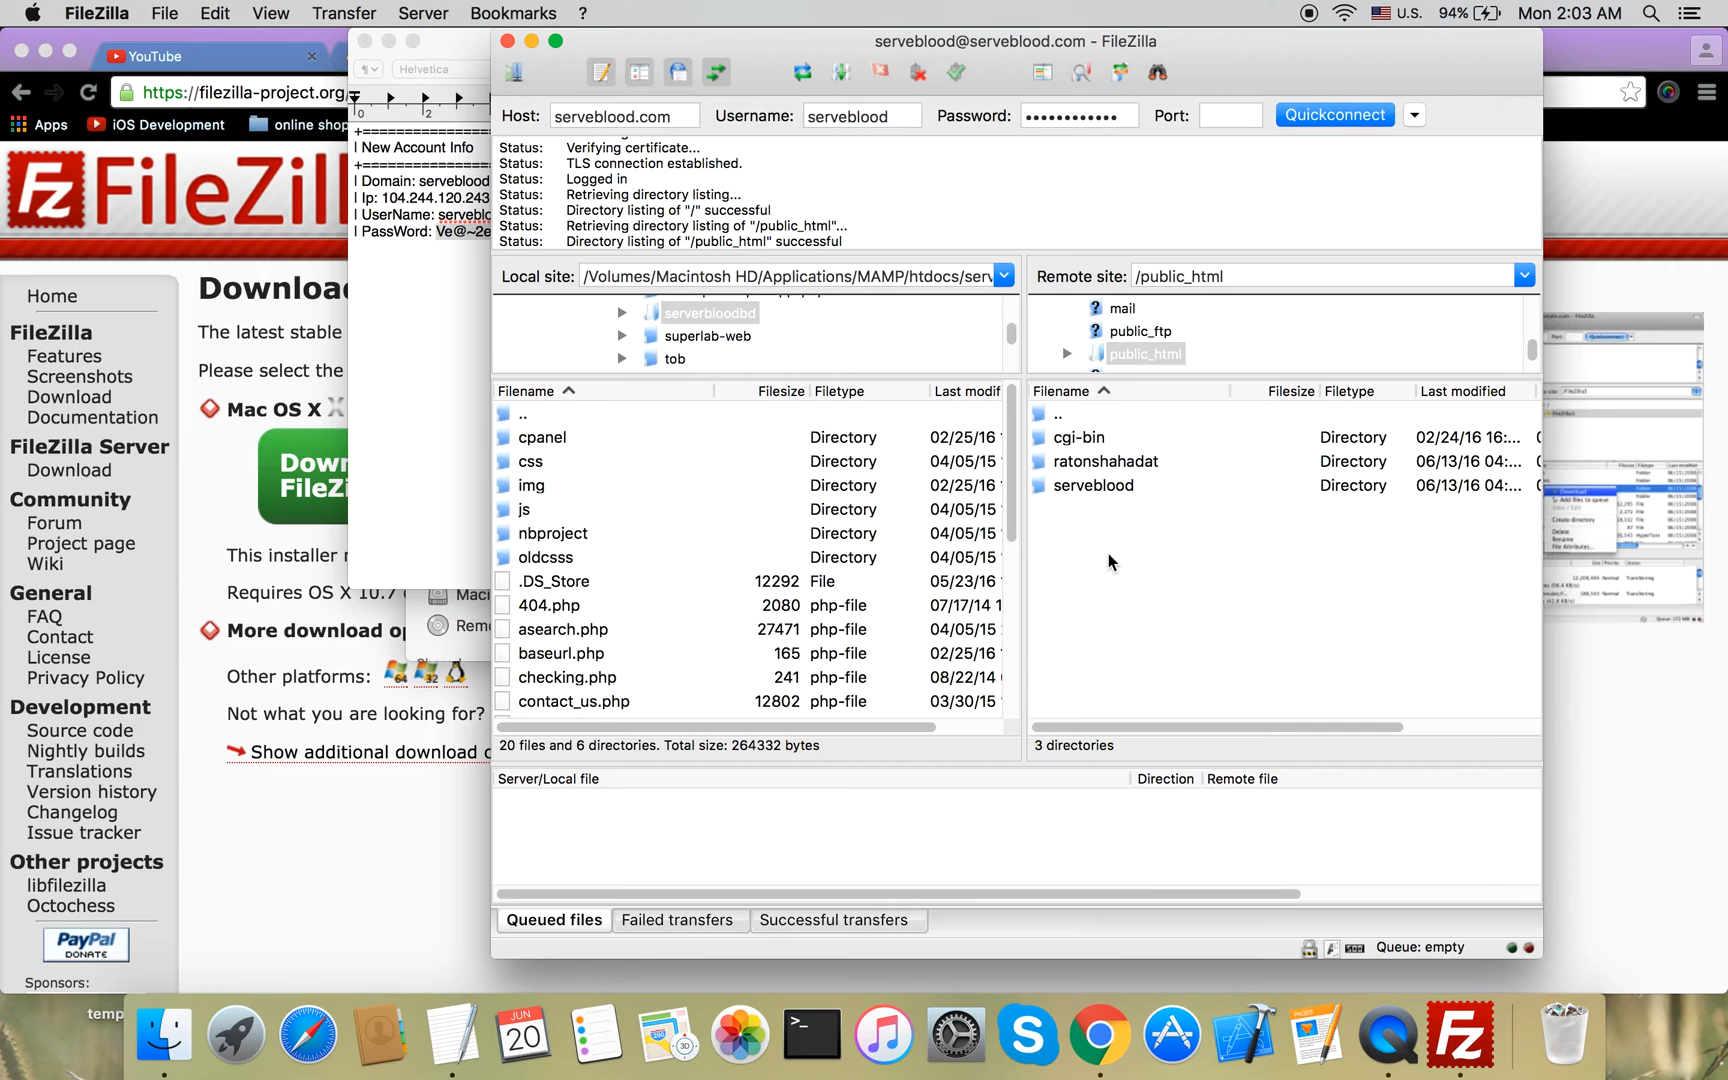 FileZilla File Edit View Transfer Server Bookmarks ? U.S. 94% Mon 2:03 AM
YouTube
https://filezilla-project.org/
Apps iOS Development online shop
Helvetica
0 2
+================
| New Account Info
+================
| Domain: serveblood
| Ip: 104.244.120.243
| UserName: serveblo
| PassWord: Ve@~2e
serveblood@serveblood.com - FileZilla
Host: serveblood.com Username: serveblood Password: •••••••••••• Port: Quickconnect
Status: Verifying certificate...
Status: TLS connection established.
Status: Logged in
Status: Retrieving directory listing...
Status: Directory listing of "/" successful
Status: Retrieving directory listing of "/public_html"...
Status: Directory listing of "/public_html" successful
Local site: /Volumes/Macintosh HD/Applications/MAMP/htdocs/serv
serverbloodbd
superlab-web
tob
Remote site: /public_html
mail
public_ftp
public_html
Filename Filesize Filetype Last modif
..
cpanel Directory 02/25/16
css Directory 04/05/15
img Directory 02/25/16
js Directory 04/05/15
nbproject Directory 04/05/15
oldcsss Directory 04/05/15
.DS_Store 12292 File 05/23/16
404.php 2080 php-file 07/17/14 1
asearch.php 27471 php-file 04/05/15
baseurl.php 165 php-file 02/25/16
checking.php 241 php-file 08/22/14
contact_us.php 12802 php-file 03/30/15
20 files and 6 directories. Total size: 264332 bytes
Filename Filesize Filetype Last modified
..
cgi-bin Directory 02/24/16 16:...
ratonshahadat Directory 06/13/16 04:...
serveblood Directory 06/13/16 04:...
3 directories
Server/Local file Direction Remote file
Queued files Failed transfers Successful transfers
Queue: empty
Fz FileZill
Home
FileZilla
Features
Screenshots
Download
Documentation
FileZilla Server
Download
Community
Forum
Project page
Wiki
General
FAQ
Contact
License
Privacy Policy
Development
Source code
Nightly builds
Translations
Version history
Changelog
Issue tracker
Other projects
libfilezilla
Octochess
PayPal
DONATE
Sponsors:
Download
The latest stable
Please select the
Mac OS X X
Down
FileZi
This installer
Requires OS X 10.7
More download op
Other platforms: 64 32
Not what you are looking for?
Show additional download o
Maci
Rem
temp
JUN
20
280
3D
PAGES
Fz